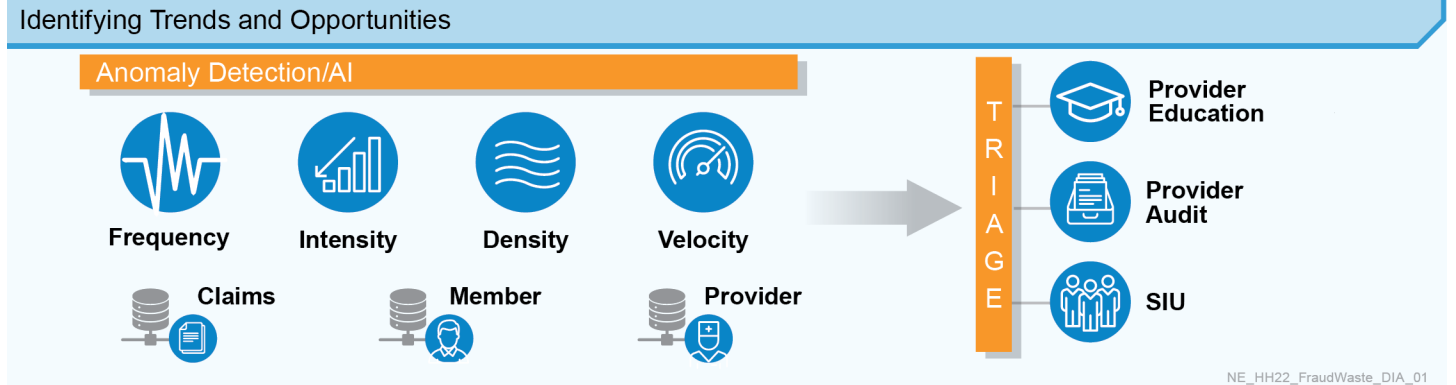 Identifying Trends and Opportunities
Anomaly Detection/AI
Frequency
Intensity
Density
Velocity
Claims
Member
Provider
TRIAGE
Provider
Education
Provider
Audit
SIU
NE_HH22_FraudWaste_DIA_01